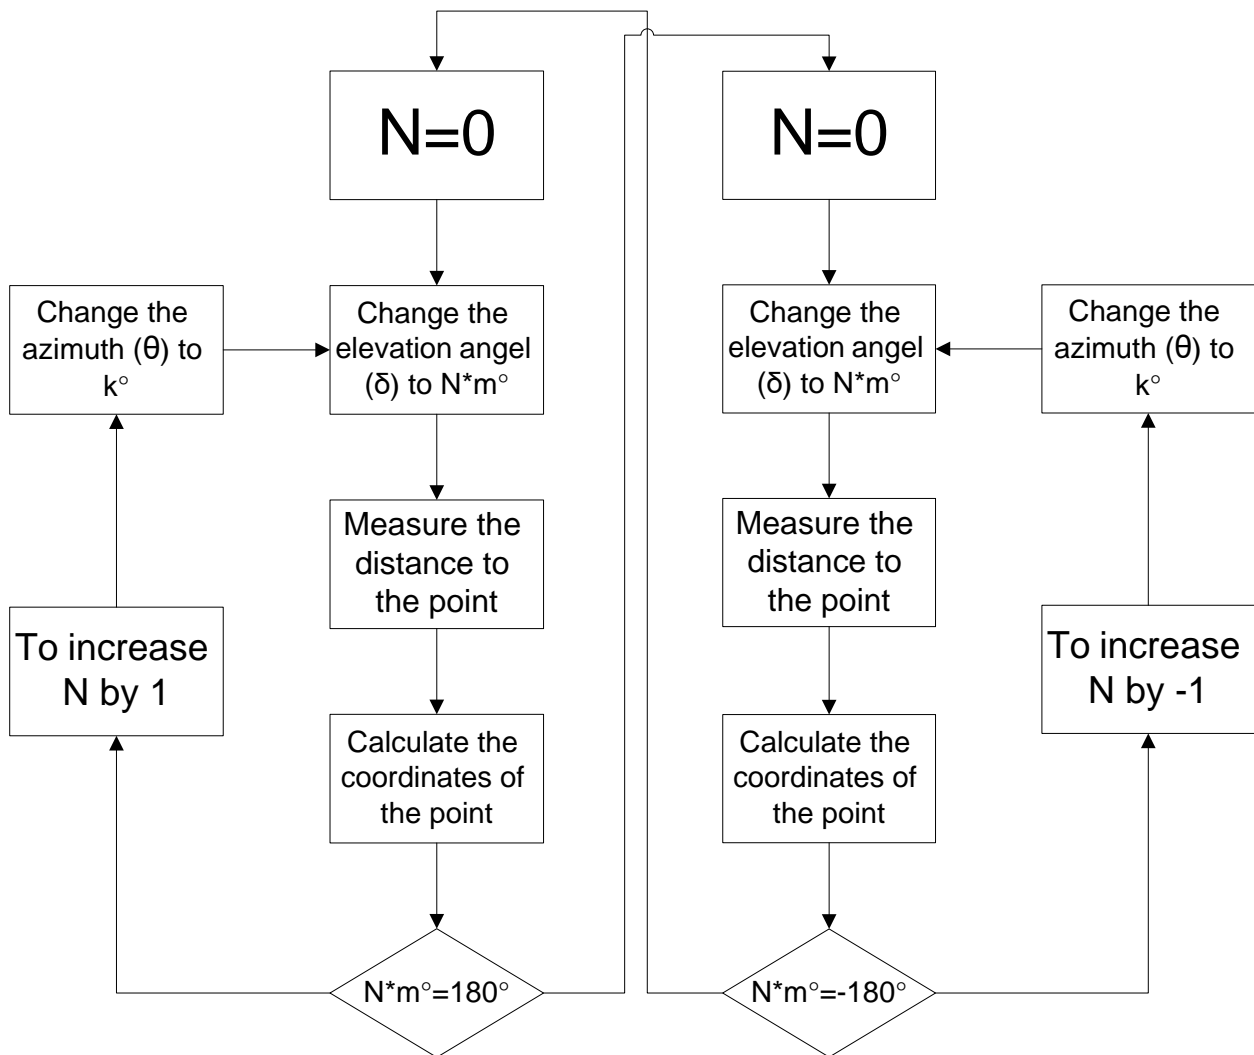 N=0
N=0
Change the
azimuth (θ) to
k°
Change the
elevation angel
(δ) to N*m°
Change the
elevation angel
(δ) to N*m°
Change the
azimuth (θ) to
k°
Measure the
distance to
the point
Measure the
distance to
the point
To increase
N by 1
To increase
N by -1
Calculate the
coordinates of
the point
Calculate the
coordinates of
the point
N*m°=180°
N*m°=-180°